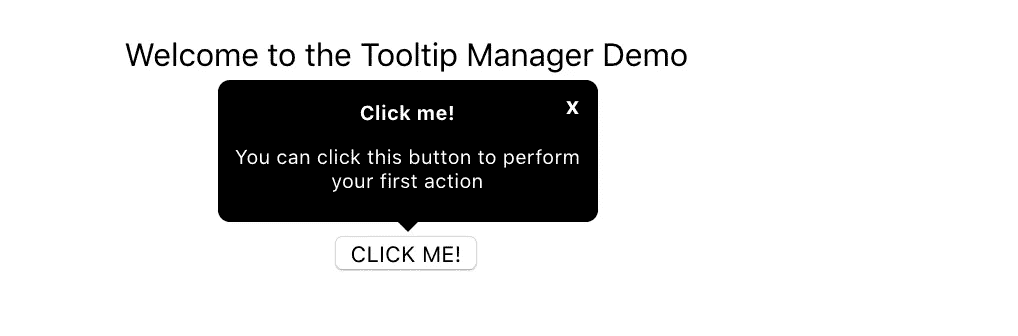 Welcome to the Tooltip Manager Demo
Click me!
x
You can click this button to perform
your first action
CLICK ME!